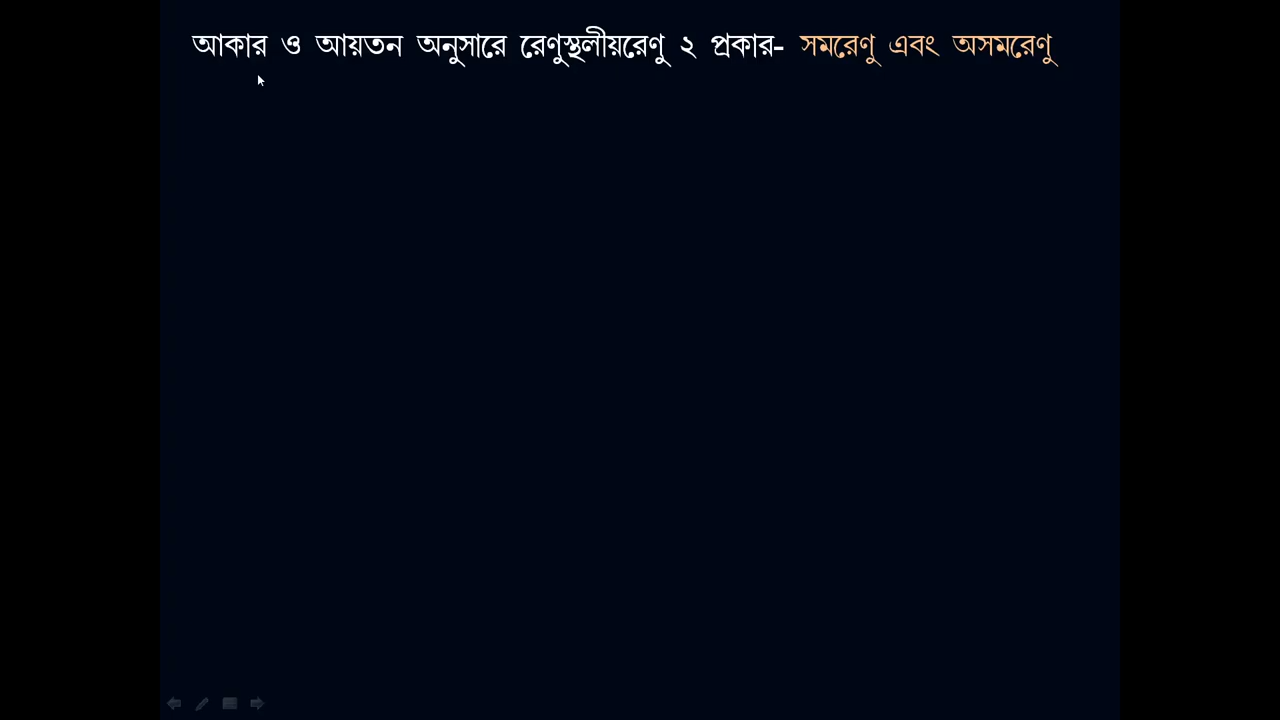 আকার ও আয়তন অনুসারে রেণুস্থলীয়রেণু ২ প্রকার- সমরেণু এবং অসমরেণু